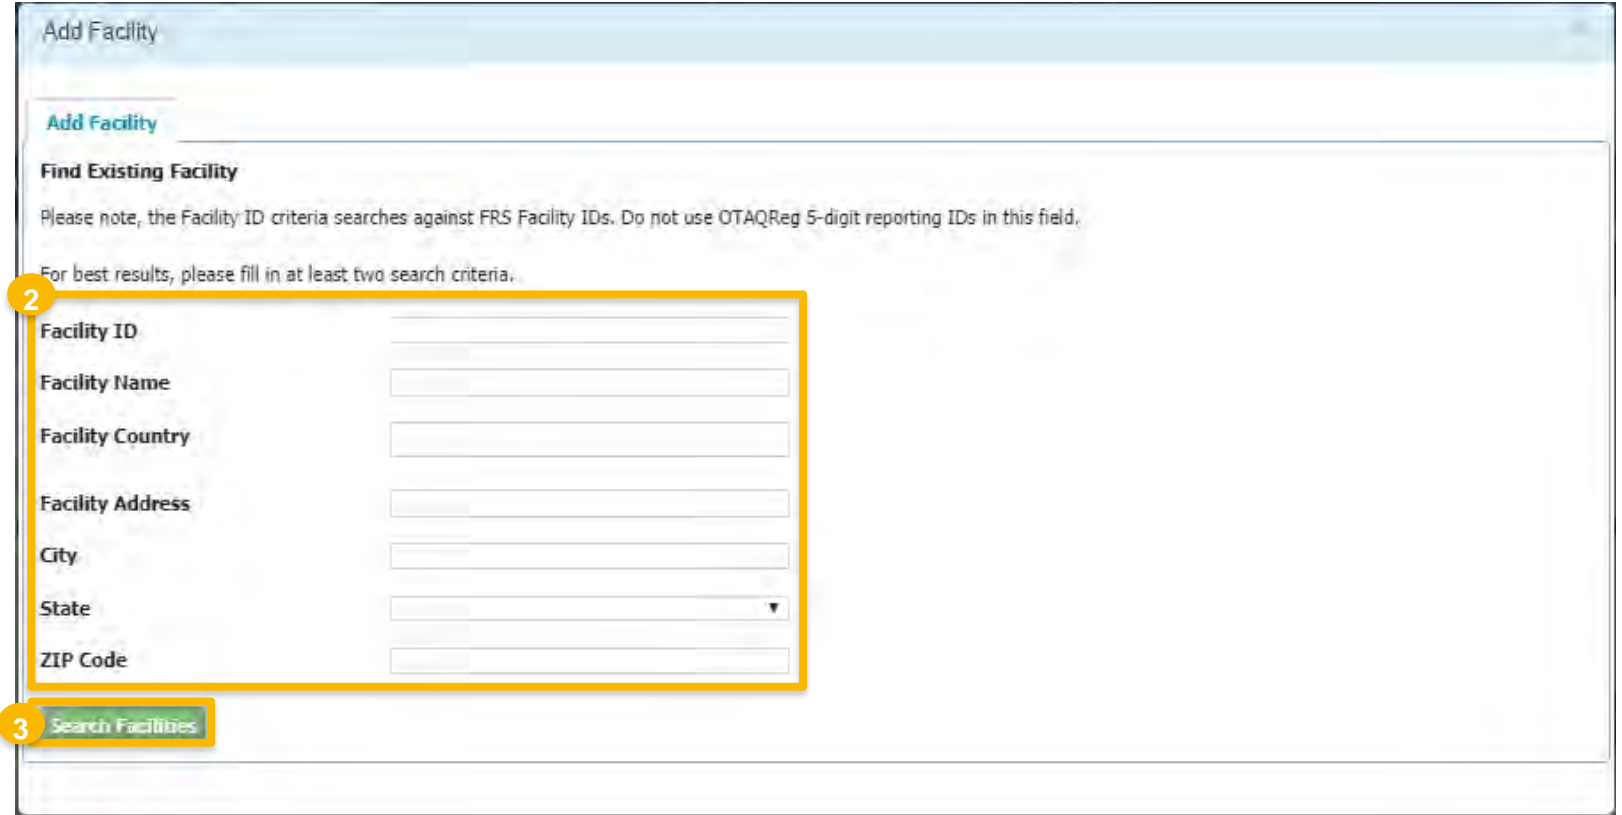 Add Facility
Add Facility
Find Existing Facility
Please note, the Facility ID criteria searches against FRS Facility IDs. Do not use OTAQReg 5-digit reporting IDs in this field.
For best results, please fill in at least two search criteria.
2
Facility ID
Facility Name
Facility Country
Facility Address
City
State
ZIP Code
3 Search Facilities